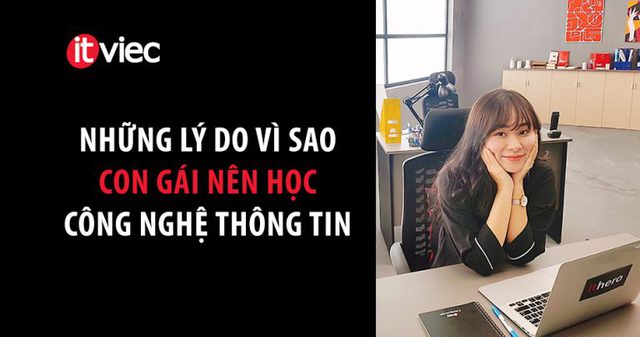 itviec
NHỮNG LÝ DO VÌ SAO
CON GÁI NÊN HỌC
CÔNG NGHỆ THÔNG TIN
ithero